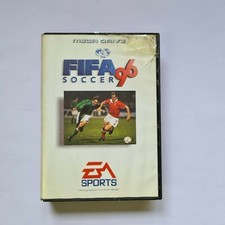 MEGA DRIVE
FIFA
SOCCER 96
EA
SPORTS